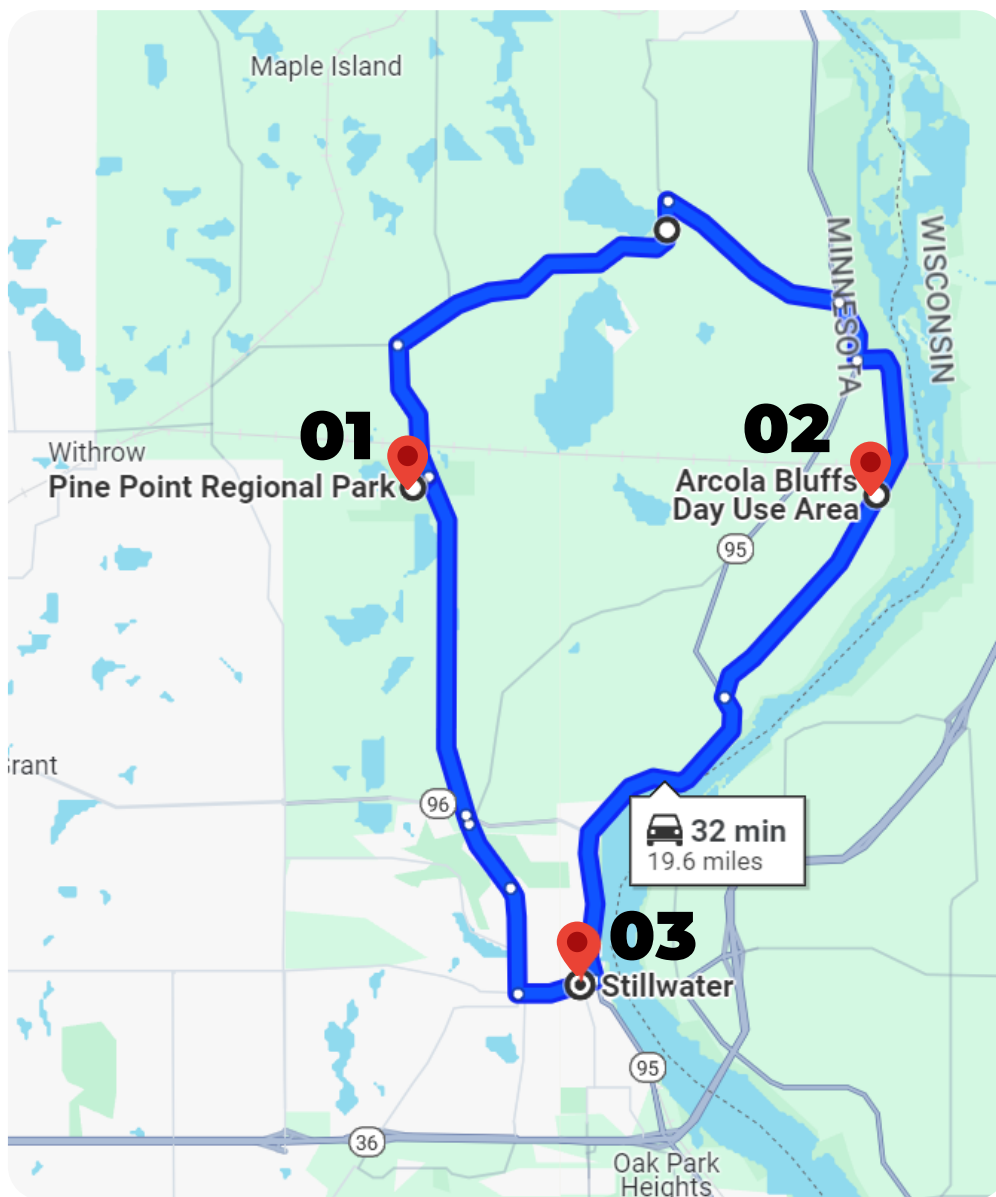 Maple Island
MINNESOTA
WISCONSIN
01
02
Withrow
Pine Point Regional Park
Arcola Bluffs
Day Use Area
95
rant
96
32 min
19.6 miles
03
Stillwater
95
36
Oak Park
Heights